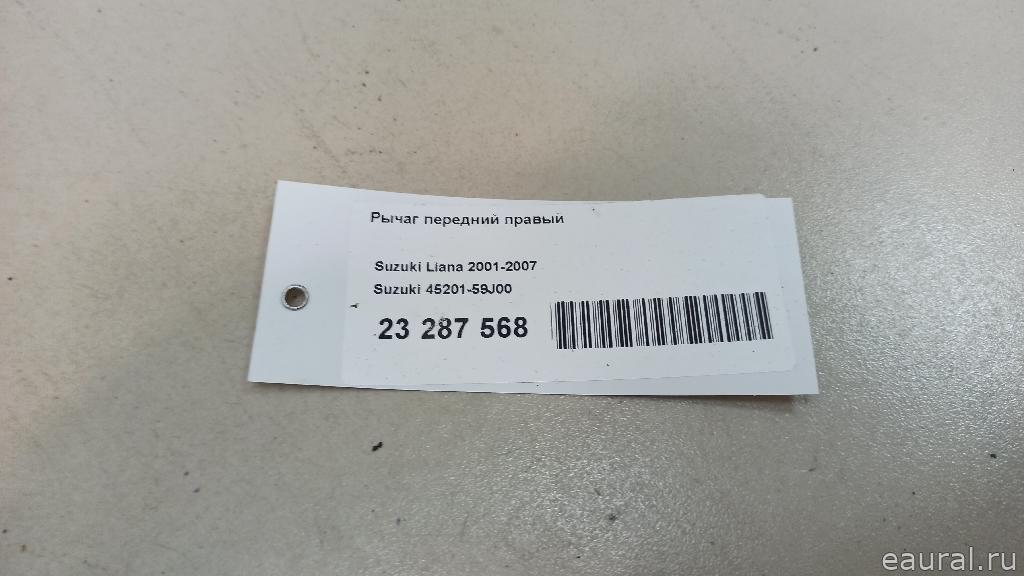 Рычаг передний правый
Suzuki Liana 2001-2007
Suzuki 45201-59J00
23 287 568
eaural.ru